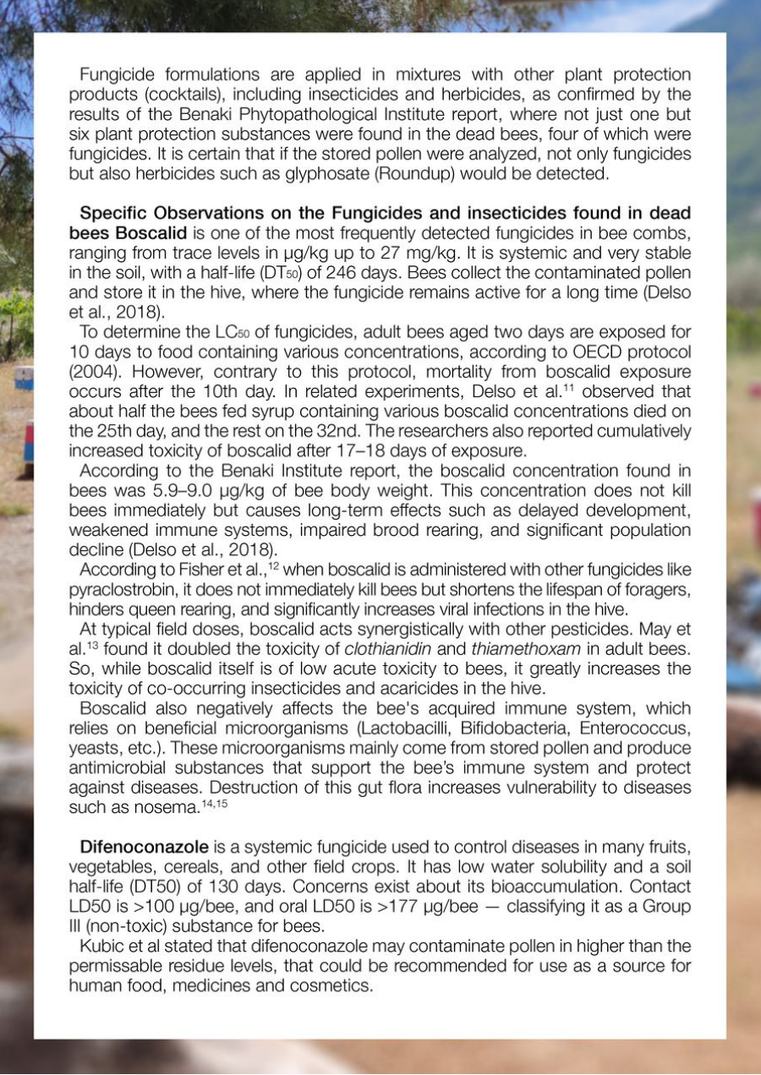 Fungicide formulations are applied in mixtures with other plant protection
products (cocktails), including insecticides and herbicides, as confirmed by the
results of the Benaki Phytopathological Institute report, where not just one but
six plant protection substances were found in the dead bees, four of which were
fungicides. It is certain that if the stored pollen were analyzed, not only fungicides
but also herbicides such as glyphosate (Roundup) would be detected.
Specific Observations on the Fungicides and insecticides found in dead
bees Boscalid is one of the most frequently detected fungicides in bee combs,
ranging from trace levels in µg/kg up to 27 mg/kg. It is systemic and very stable
in the soil, with a half-life (DT50) of 246 days. Bees collect the contaminated pollen
and store it in the hive, where the fungicide remains active for a long time (Delso
et al., 2018).
To determine the LC50 of fungicides, adult bees aged two days are exposed for
10 days to food containing various concentrations, according to OECD protocol
(2004). However, contrary to this protocol, mortality from boscalid exposure
occurs after the 10th day. In related experiments, Delso et al.11 observed that
about half the bees fed syrup containing various boscalid concentrations died on
the 25th day, and the rest on the 32nd. The researchers also reported cumulatively
increased toxicity of boscalid after 17–18 days of exposure.
According to the Benaki Institute report, the boscalid concentration found in
bees was 5.9–9.0 µg/kg of bee body weight. This concentration does not kill
bees immediately but causes long-term effects such as delayed development,
weakened immune systems, impaired brood rearing, and significant population
decline (Delso et al., 2018).
According to Fisher et al.,12 when boscalid is administered with other fungicides like
pyraclostrobin, it does not immediately kill bees but shortens the lifespan of foragers,
hinders queen rearing, and significantly increases viral infections in the hive.
At typical field doses, boscalid acts synergistically with other pesticides. May et
al.13 found it doubled the toxicity of clothianidin and thiamethoxam in adult bees.
So, while boscalid itself is of low acute toxicity to bees, it greatly increases the
toxicity of co-occurring insecticides and acaricides in the hive.
Boscalid also negatively affects the bee's acquired immune system, which
relies on beneficial microorganisms (Lactobacilli, Bifidobacteria, Enterococcus,
yeasts, etc.). These microorganisms mainly come from stored pollen and produce
antimicrobial substances that support the bee’s immune system and protect
against diseases. Destruction of this gut flora increases vulnerability to diseases
such as nosema.14,15
Difenoconazole is a systemic fungicide used to control diseases in many fruits,
vegetables, cereals, and other field crops. It has low water solubility and a soil
half-life (DT50) of 130 days. Concerns exist about its bioaccumulation. Contact
LD50 is >100 µg/bee, and oral LD50 is >177 µg/bee — classifying it as a Group
III (non-toxic) substance for bees.
Kubic et al stated that difenoconazole may contaminate pollen in higher than the
permissable residue levels, that could be recommended for use as a source for
human food, medicines and cosmetics.